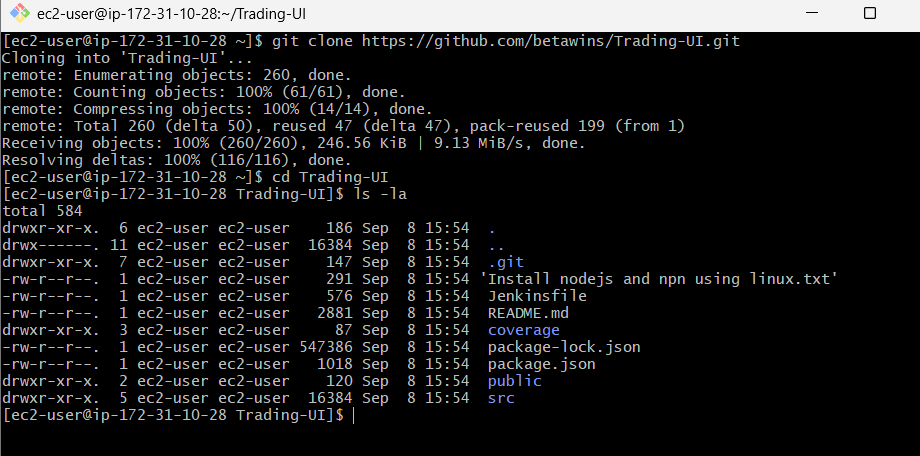 ec2-user@ip-172-31-10-28:~/Trading-UI
[ec2-user@ip-172-31-10-28 ~]$ git clone https://github.com/betawins/Trading-UI.git
Cloning into 'Trading-UI'...
remote: Enumerating objects: 260, done.
remote: Counting objects: 100% (61/61), done.
remote: Compressing objects: 100% (14/14), done.
remote: Total 260 (delta 50), reused 47 (delta 47), pack-reused 199 (from 1)
Receiving objects: 100% (260/260), 246.56 KiB | 9.13 MiB/s, done.
Resolving deltas: 100% (116/116), done.
[ec2-user@ip-172-31-10-28 ~]$ cd Trading-UI
[ec2-user@ip-172-31-10-28 Trading-UI]$ ls -la
total 584
drwxr-xr-x.  6 ec2-user ec2-user    186 Sep  8 15:54  .
drwx------. 11 ec2-user ec2-user  16384 Sep  8 15:54  ..
drwxr-xr-x.  7 ec2-user ec2-user    147 Sep  8 15:54  .git
-rw-r--r--.  1 ec2-user ec2-user    291 Sep  8 15:54 'Install nodejs and npn using linux.txt'
-rw-r--r--.  1 ec2-user ec2-user    576 Sep  8 15:54  Jenkinsfile
-rw-r--r--.  1 ec2-user ec2-user   2881 Sep  8 15:54  README.md
drwxr-xr-x.  3 ec2-user ec2-user     87 Sep  8 15:54  coverage
-rw-r--r--.  1 ec2-user ec2-user 547386 Sep  8 15:54  package-lock.json
-rw-r--r--.  1 ec2-user ec2-user   1018 Sep  8 15:54  package.json
drwxr-xr-x.  2 ec2-user ec2-user    120 Sep  8 15:54  public
drwxr-xr-x.  5 ec2-user ec2-user  16384 Sep  8 15:54  src
[ec2-user@ip-172-31-10-28 Trading-UI]$